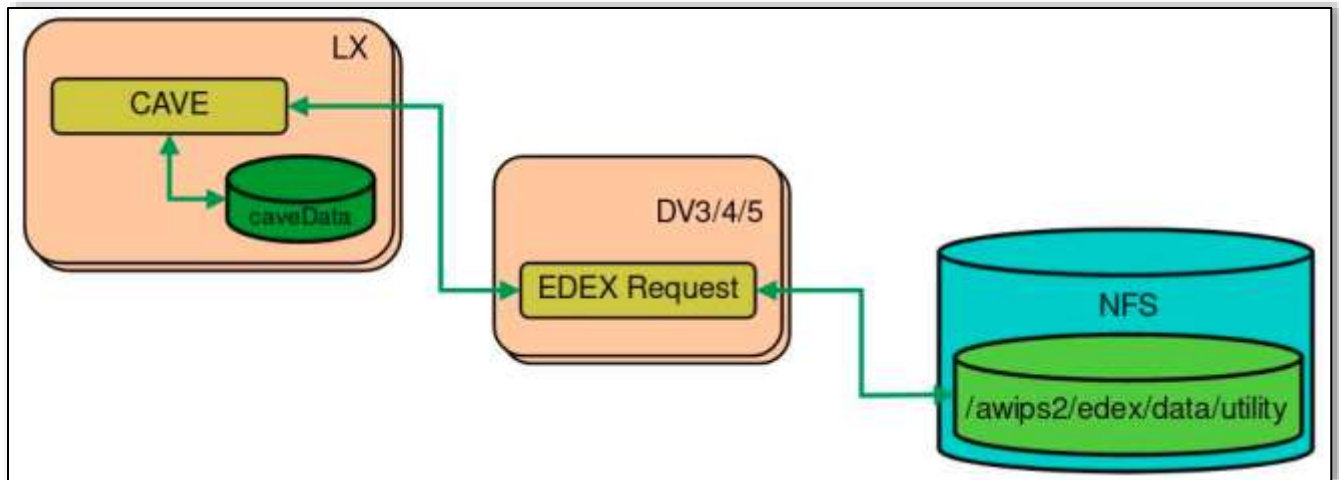 LX
CAVE
caveData
DV3/4/5
EDEX Request
NFS
/awips2/edex/data/utility